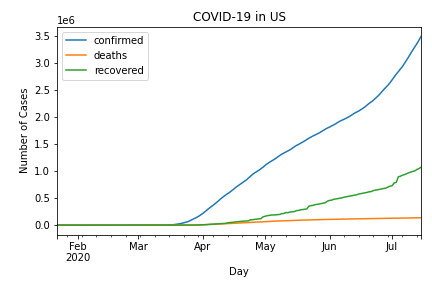 COVID-19 in US
1e6
3.5
3.0
2.5
2.0
1.5
1.0
0.5
0.0
Number of Cases
confirmed
deaths
recovered
Feb
2020
Mar
Apr
May
Jun
Jul
Day